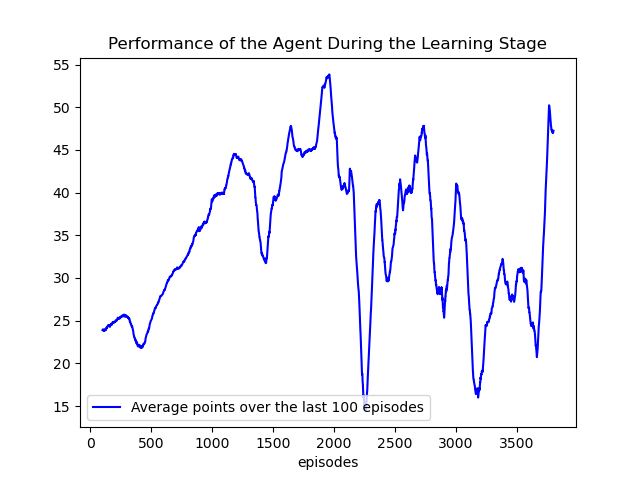 Performance of the Agent During the Learning Stage
55
50
45
40
35
30
25
20
15
Average points over the last 100 episodes
0 500 1000 1500 2000 2500 3000 3500
episodes